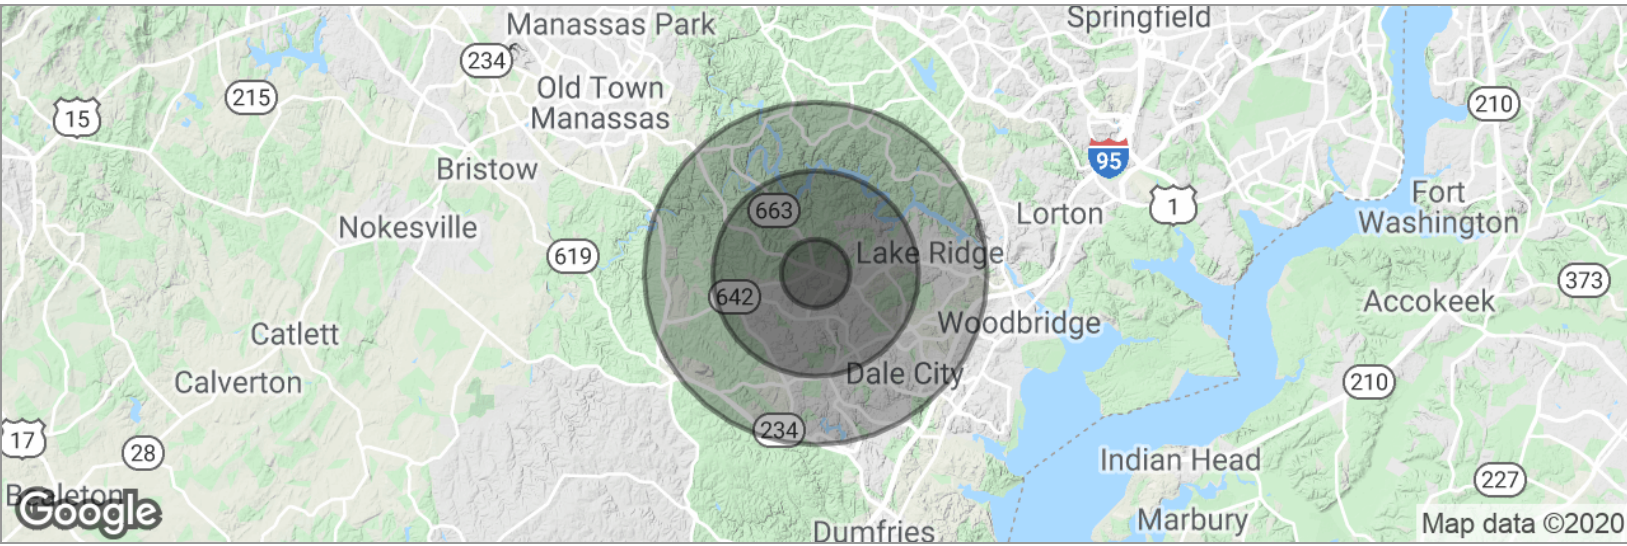 Manassas Park
Springfield
234
215
Old Town
Manassas
15
210
95
Bristow
663
1
Fort
Washington
Lorton
Nokesville
619
Lake Ridge
373
642
Accokeek
Woodbridge
Catlett
Calverton
Dale City
210
234
17
28
Indian Head
227
Bealeton
Google
Marbury
Map data ©2020
Dumfries